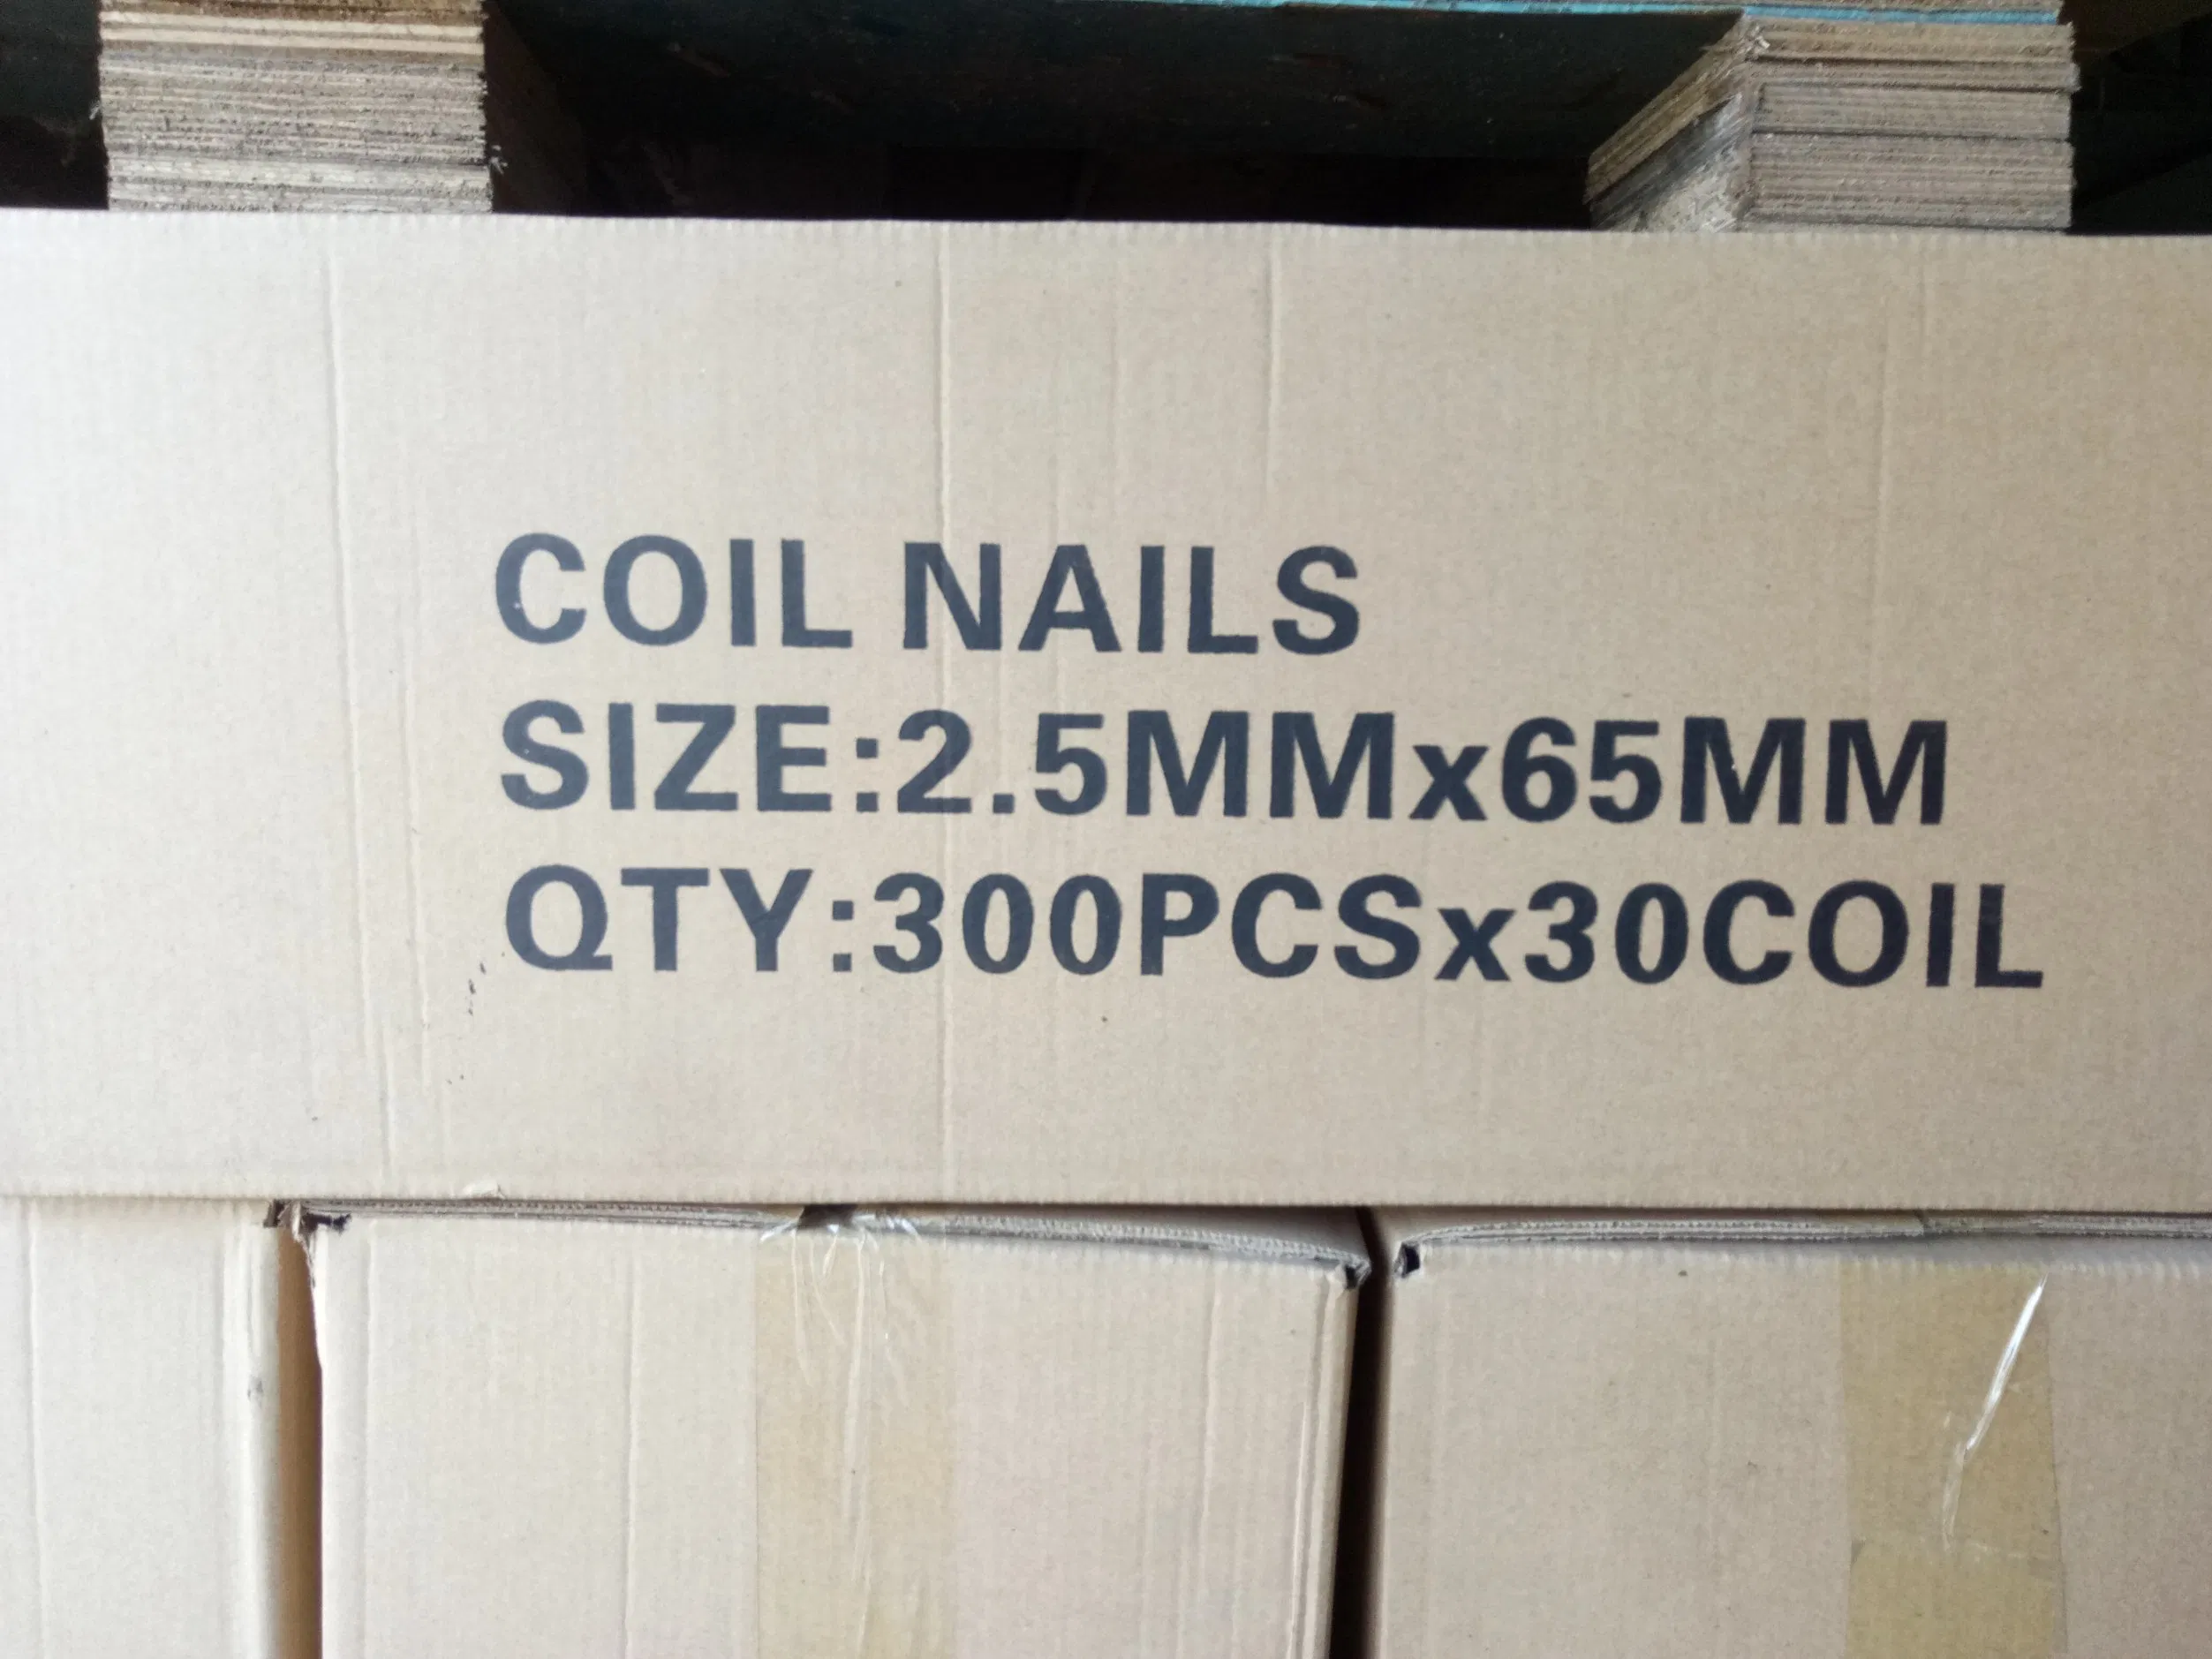 COIL NAILS
SIZE:2.5MMx65MM
QTY:300PCSx30COIL